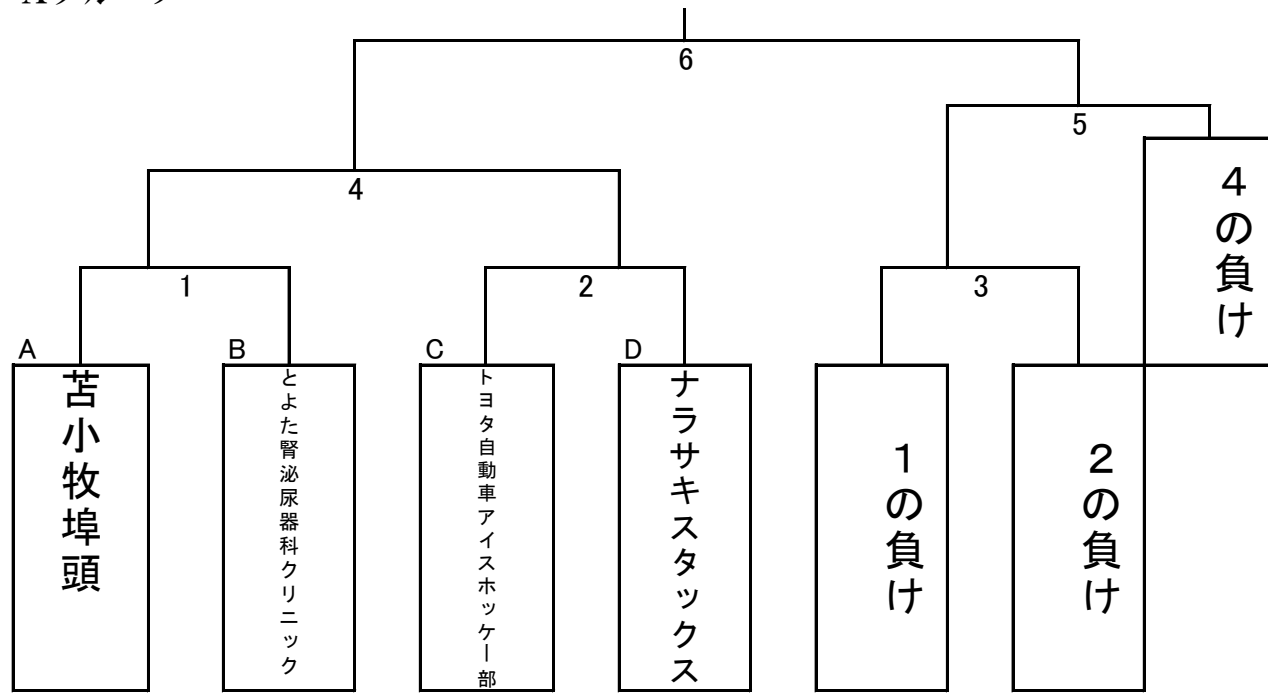 6
5
4
4の負け
1
2
3
A
B
C
D
苫小牧埠頭
とよた腎泌尿器科クリニック
トヨタ自動車アイスホッケー部
ナラサキスタックス
1の負け
2の負け